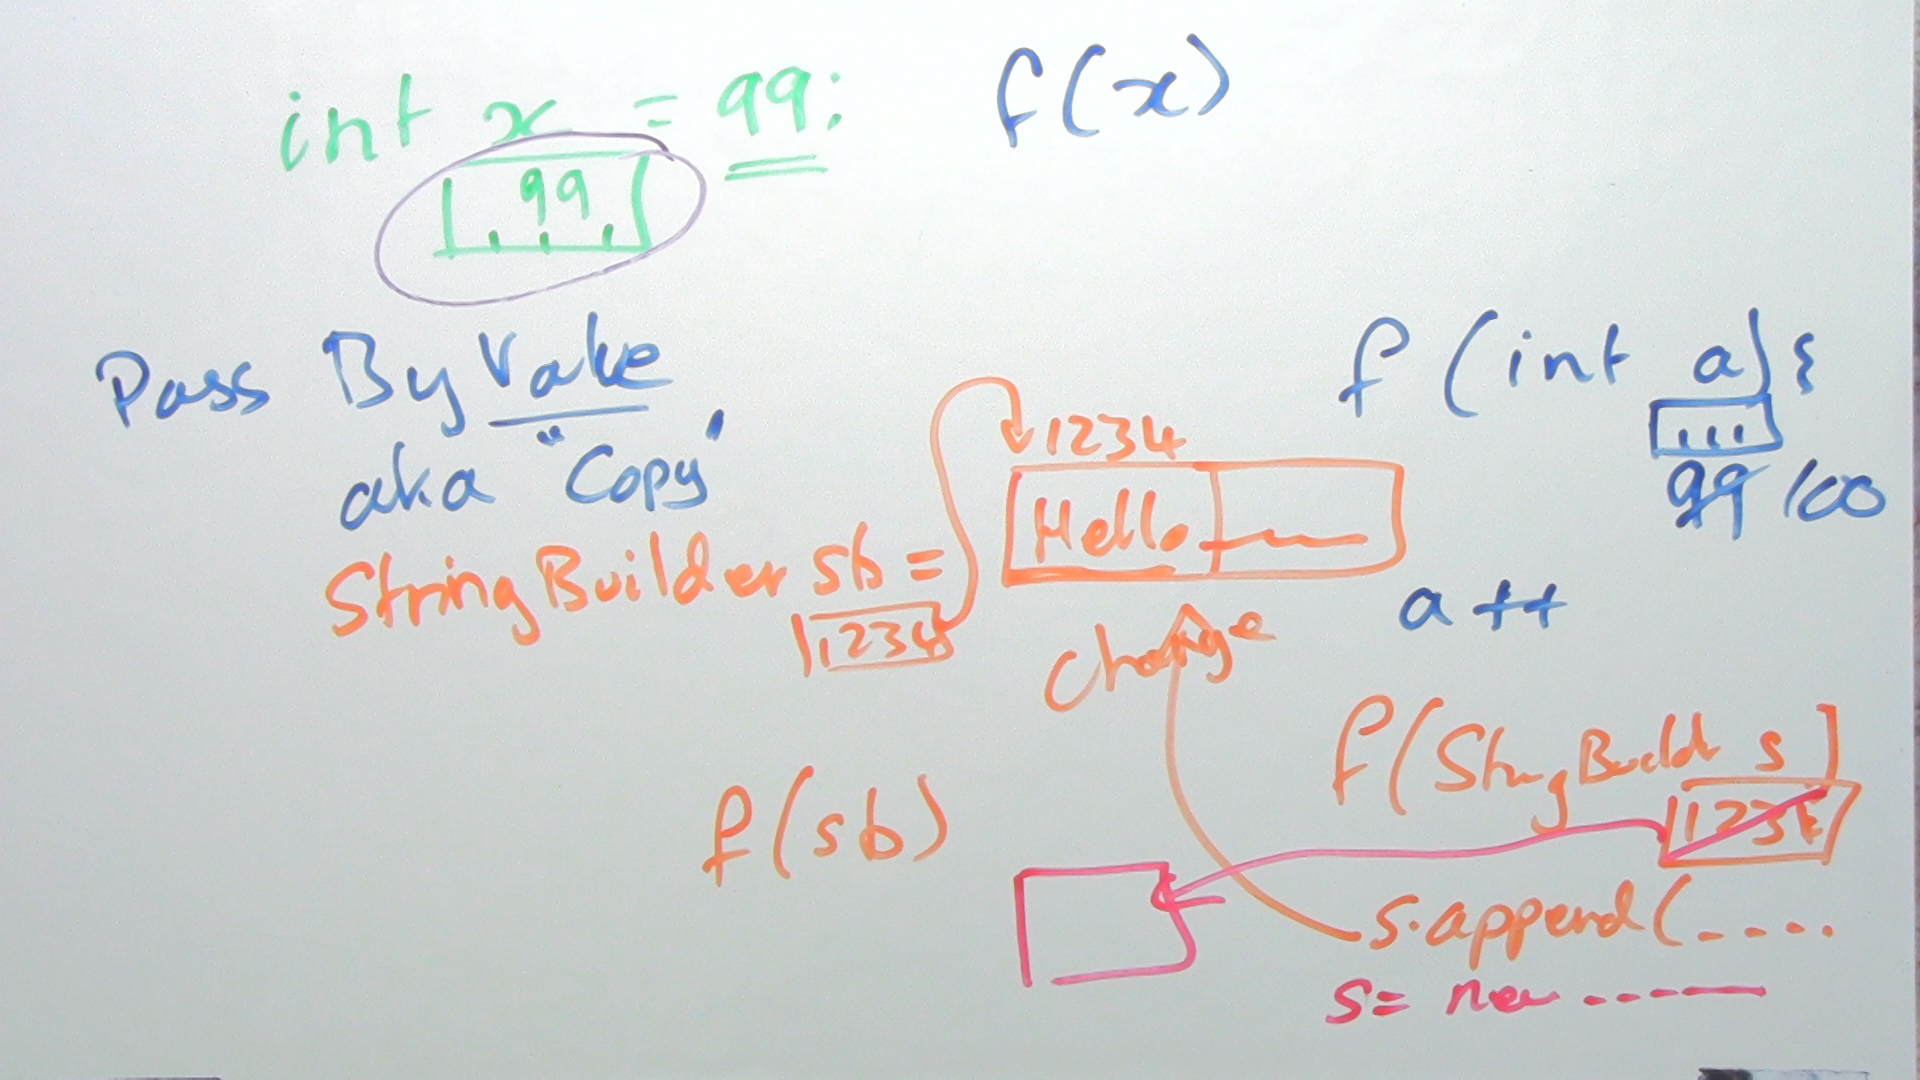 int x = 99:
f(x)
99
Pass By Value
aka "Copy"
f(int a){
99 100
a++
1234
Hello
StringBuilder sb =
1234
change
f(sb)
f(StringBuildr s)
1234
s.append(----.
s= new -----